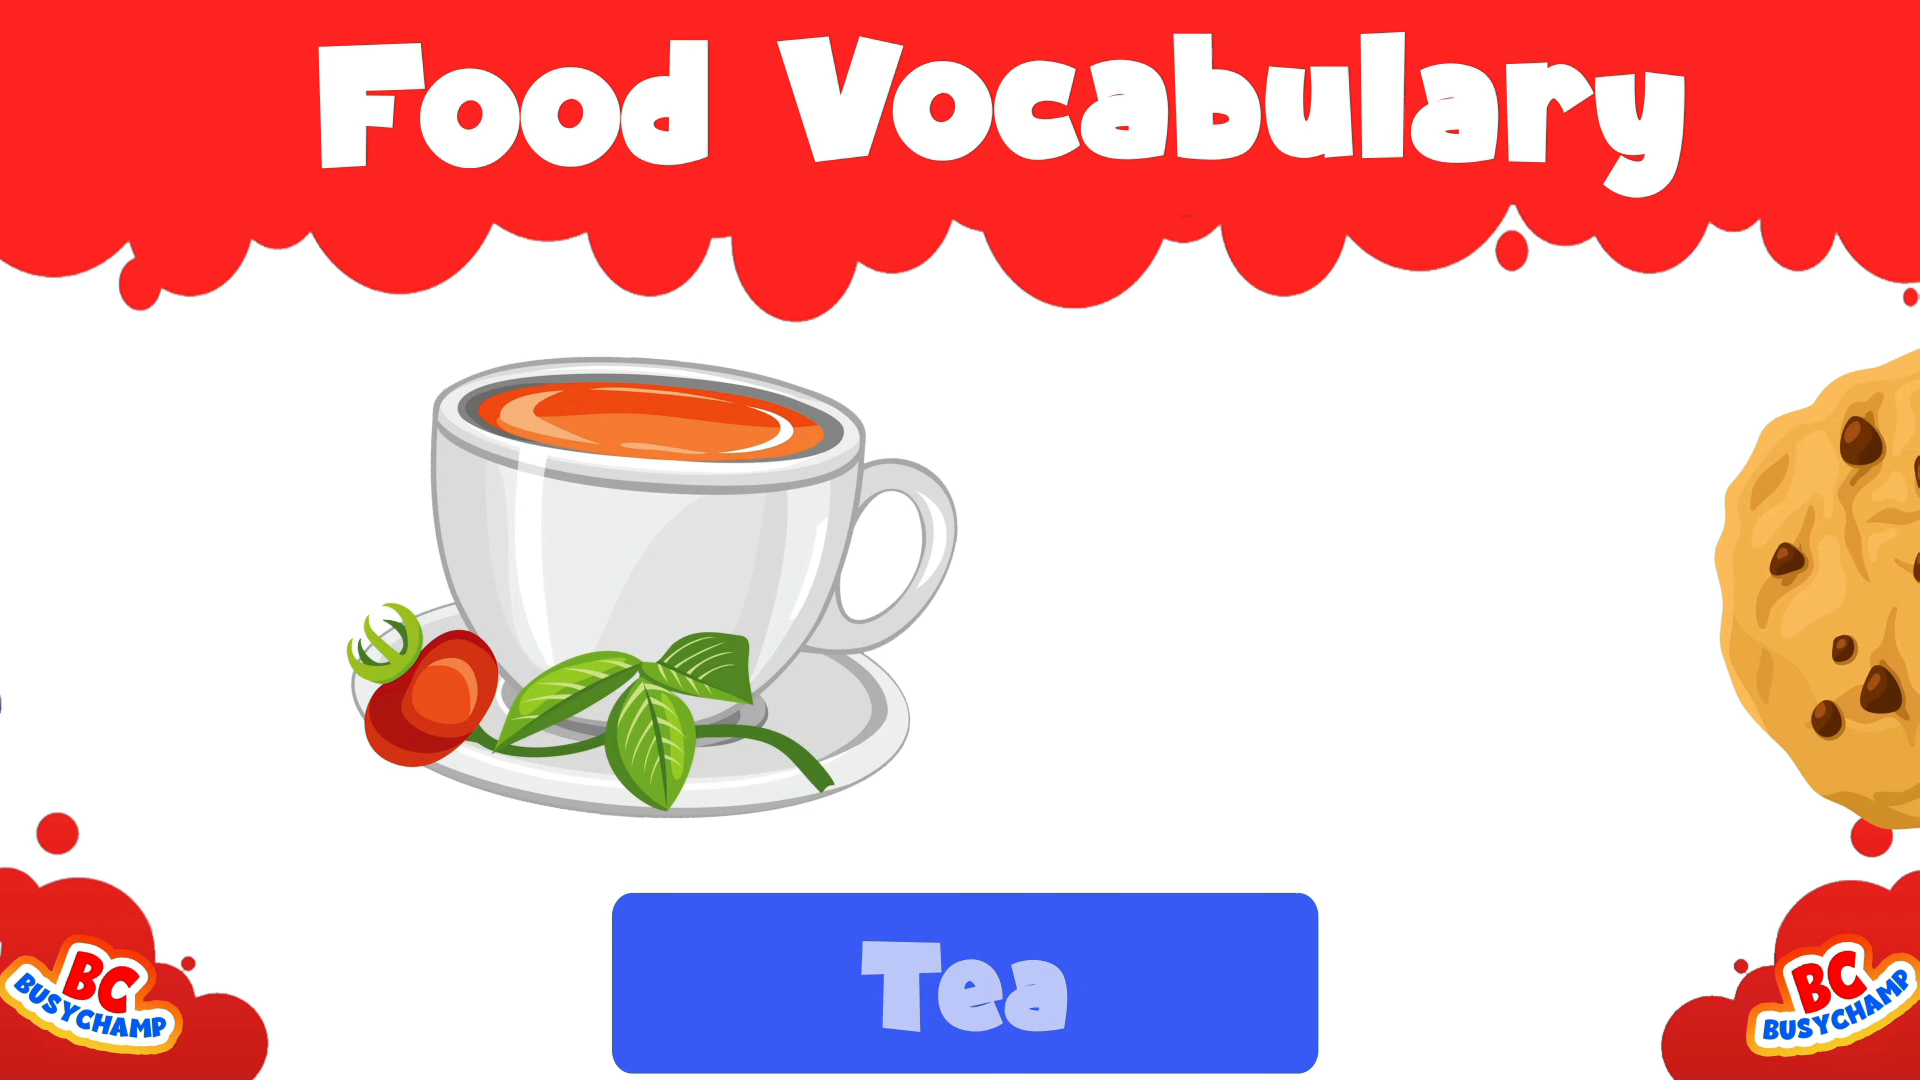 Food Vocabulary
Tea
BC
BUSYCHAMP
BC
BUSYCHAMP